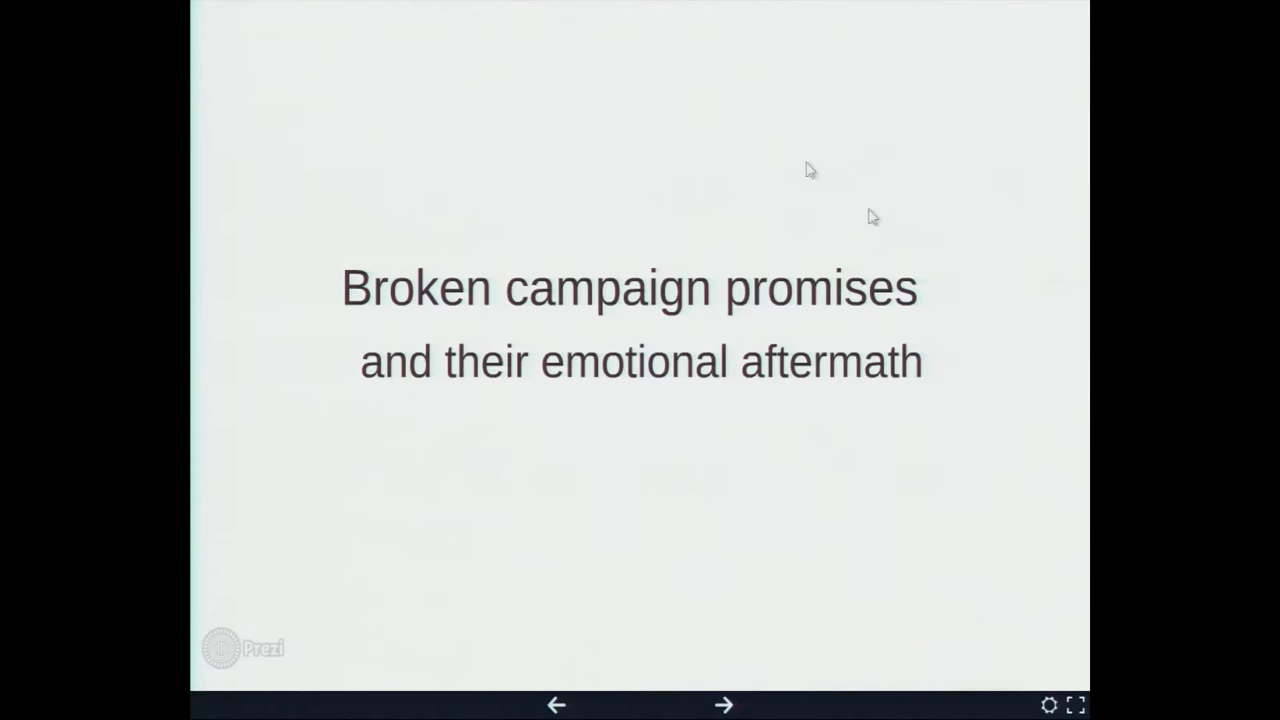 Broken campaign promises
and their emotional aftermath
Prezi